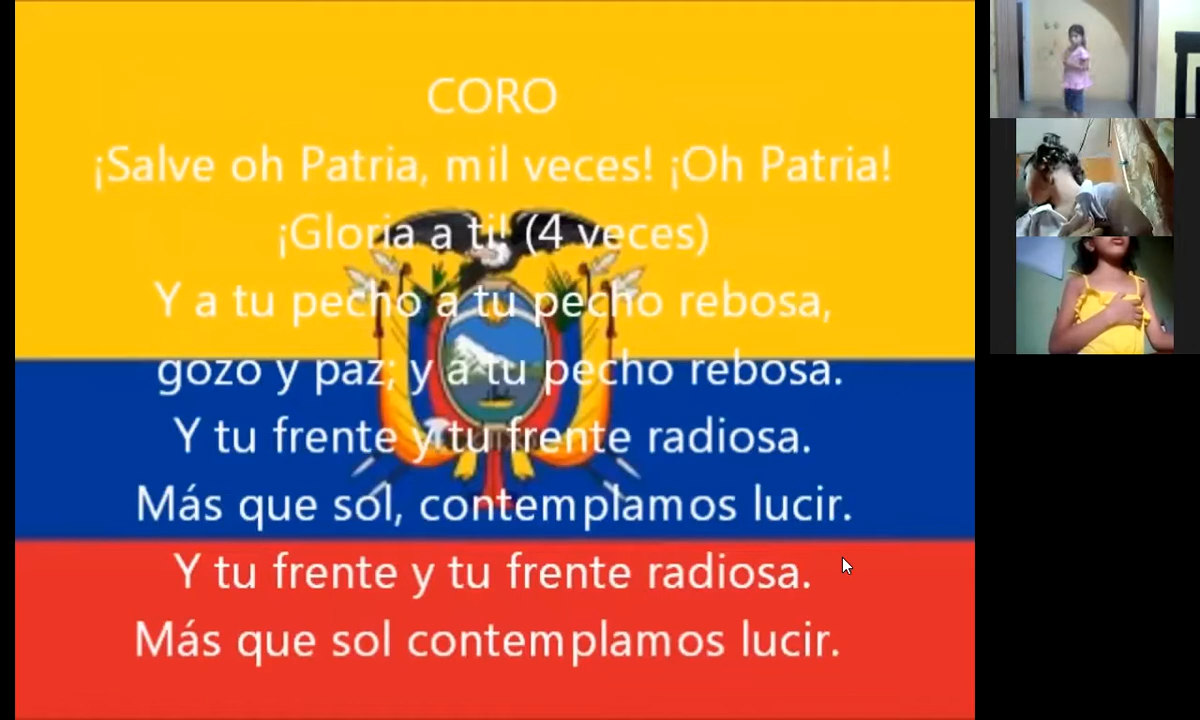 CORO
¡Salve oh Patria, mil veces! ¡Oh Patria!
¡Gloria a ti! (4 veces)
Y a tu pecho a tu pecho rebosa,
gozo y paz; y a tu pecho rebosa.
Y tu frente y tu frente radiosa.
Más que sol, contemplamos lucir.
Y tu frente y tu frente radiosa.
Más que sol contemplamos lucir.